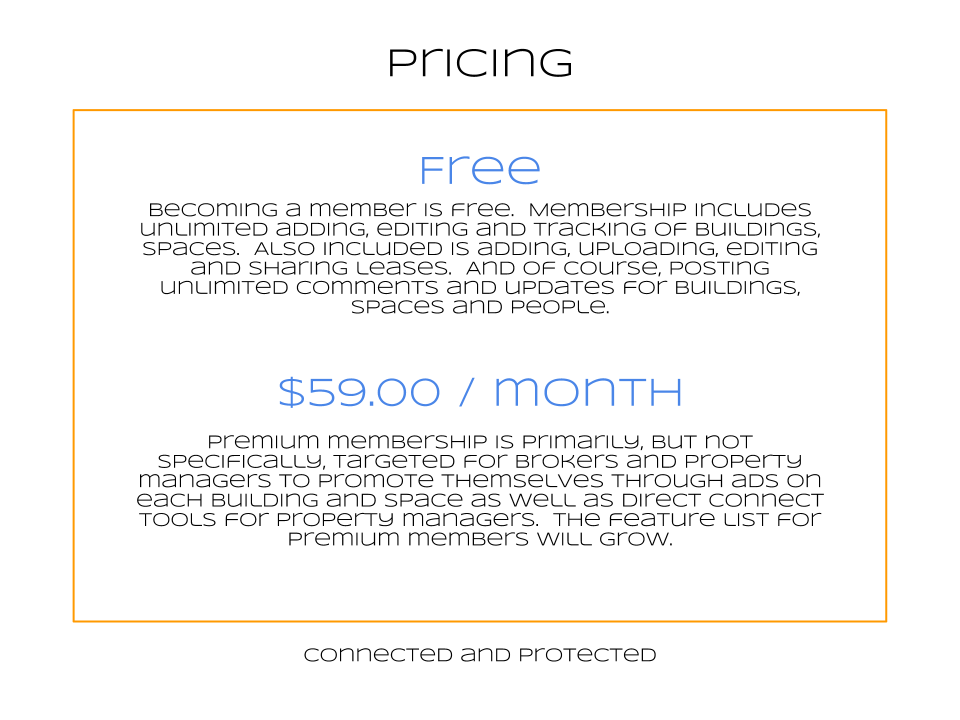 Pricing
Free
Becoming a member is free.  Membership includes
unlimited adding, editing and tracking of buildings,
spaces.  Also included is adding, uploading, editing
and sharing leases.  And of course, posting
unlimited comments and updates for buildings,
spaces and people.
$59.00 / month
Premium membership is primarily, but not
specifically, targeted for brokers and property
managers to promote themselves through ads on
each building and space as well as direct connect
tools for property managers.  The feature list for
premium members will grow.
Connected and Protected